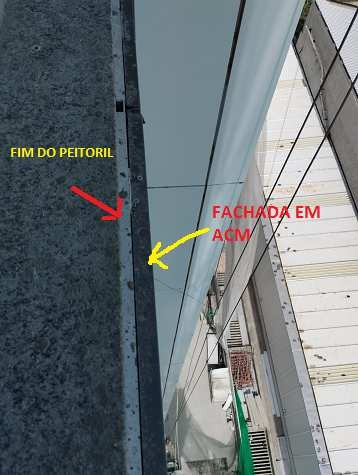 FIM DO PEITORIL
FACHADA EM
ACM